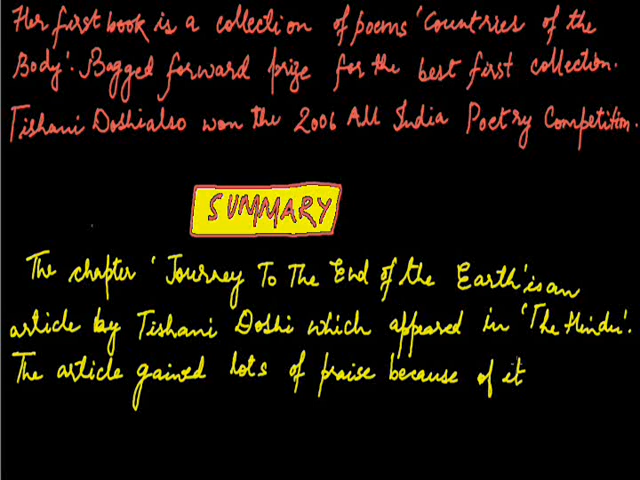 Her first book is a collection of poems 'Countries of the
Body'. Bagged forward prize for the best first collection.
Tishani Doshi also won the 2006 All India Poetry Competition.
SUMMARY
The chapter 'Journey To The End of the Earth' is an
article by Tishani Doshi which appeared in 'The Hindu'.
The article gained lots of praise because of it